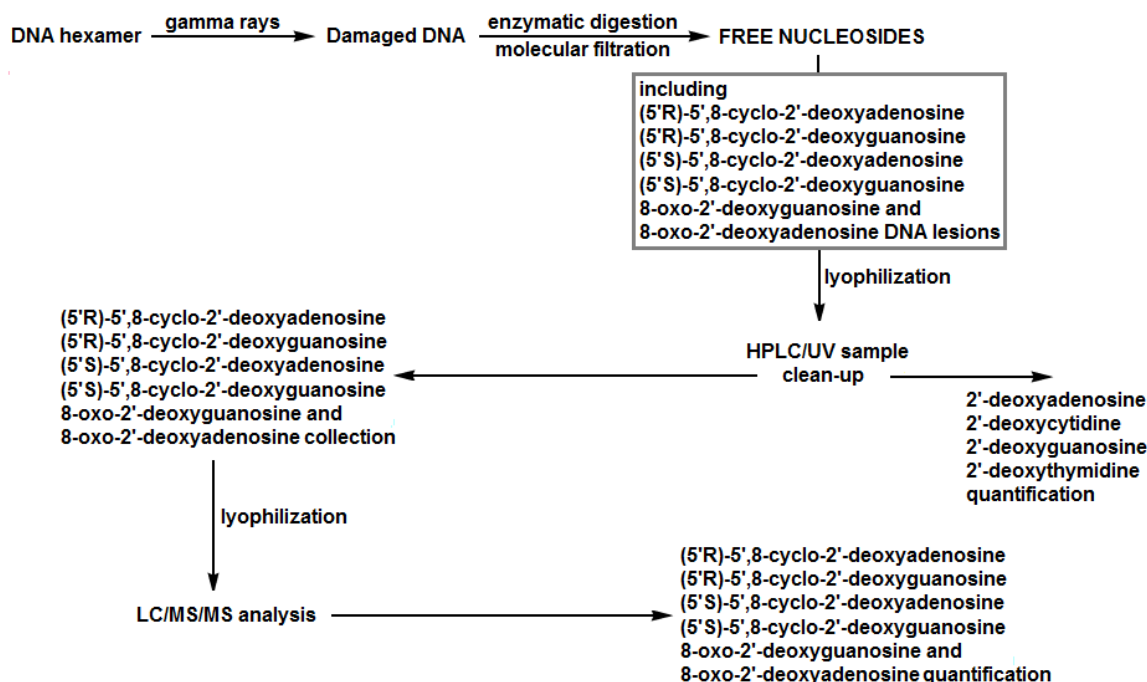 DNA hexamer
gamma rays
Damaged DNA
enzymatic digestion
molecular filtration
FREE NUCLEOSIDES
including
(5'R)-5',8-cyclo-2'-deoxyadenosine
(5'R)-5',8-cyclo-2'-deoxyguanosine
(5'S)-5',8-cyclo-2'-deoxyadenosine
(5'S)-5',8-cyclo-2'-deoxyguanosine
8-oxo-2'-deoxyguanosine and
8-oxo-2'-deoxyadenosine DNA lesions
lyophilization
HPLC/UV sample
clean-up
2'-deoxyadenosine
2'-deoxycytidine
2'-deoxyguanosine
2'-deoxythymidine
quantification
(5'R)-5',8-cyclo-2'-deoxyadenosine
(5'R)-5',8-cyclo-2'-deoxyguanosine
(5'S)-5',8-cyclo-2'-deoxyadenosine
(5'S)-5',8-cyclo-2'-deoxyguanosine
8-oxo-2'-deoxyguanosine and
8-oxo-2'-deoxyadenosine collection
lyophilization
LC/MS/MS analysis
(5'R)-5',8-cyclo-2'-deoxyadenosine
(5'R)-5',8-cyclo-2'-deoxyguanosine
(5'S)-5',8-cyclo-2'-deoxyadenosine
(5'S)-5',8-cyclo-2'-deoxyguanosine
8-oxo-2'-deoxyguanosine and
8-oxo-2'-deoxyadenosine quantification